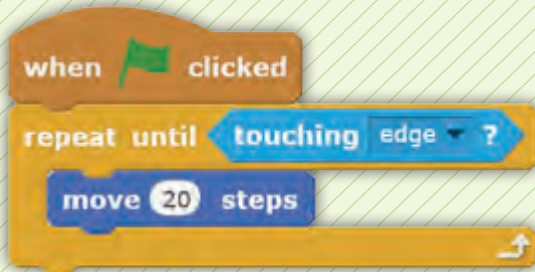 when clicked
repeat until touching edge ?
move 20 steps